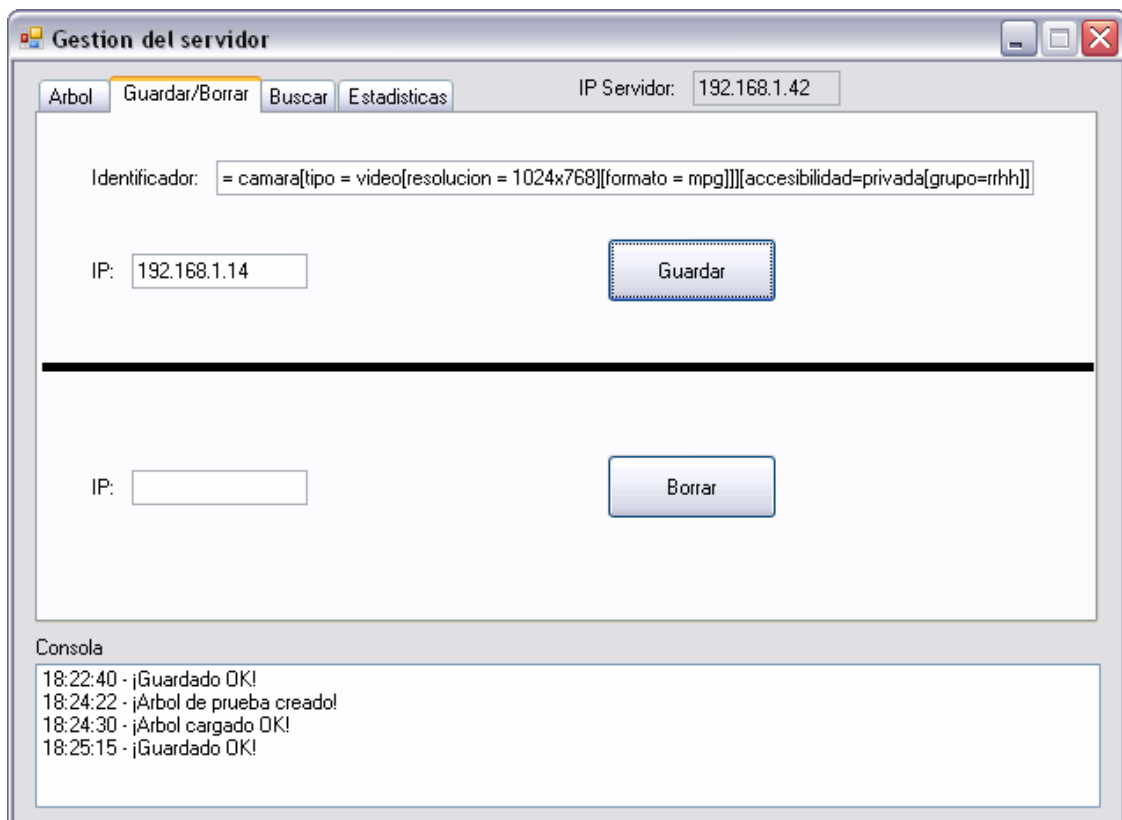 Gestion del servidor
Arbol Guardar/Borrar Buscar Estadisticas IP Servidor: 192.168.1.42
Identificador: = camara[tipo = video[resolucion = 1024x768][formato = mpg]]][accesibilidad=privada[grupo=rrhh]]
IP: 192.168.1.14 Guardar
IP: Borrar
Consola
18:22:40 - ¡Guardado OK!
18:24:22 - ¡Arbol de prueba creado!
18:24:30 - ¡Arbol cargado OK!
18:25:15 - ¡Guardado OK!